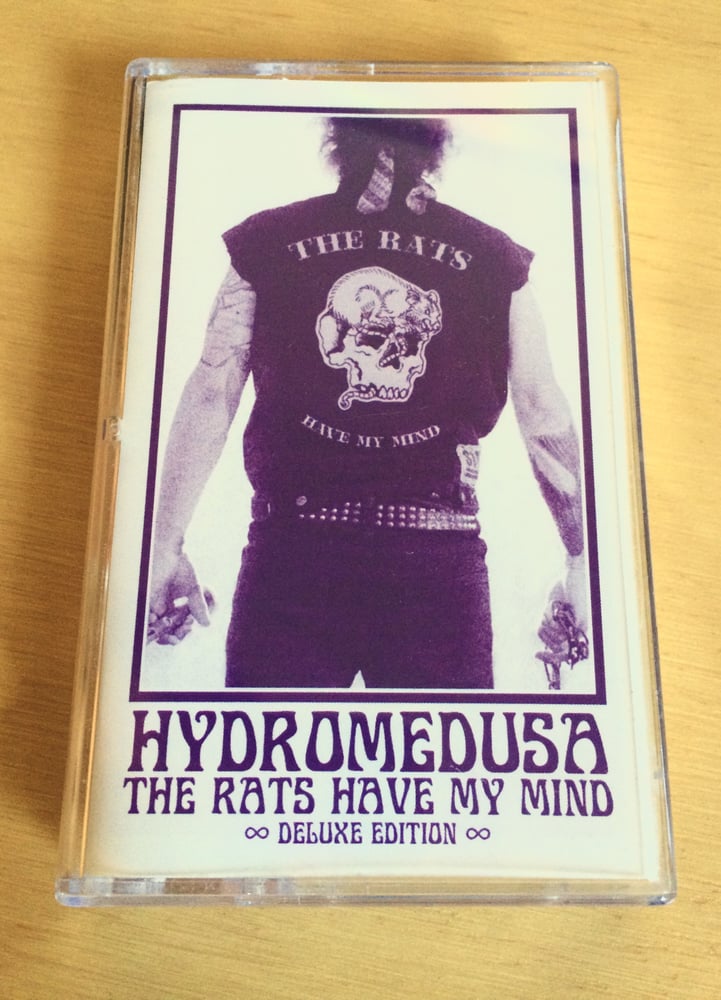 THE RATS
HAVE MY MIND
HYDROMEDUSA
THE RATS HAVE MY MIND
∞ DELUXE EDITION ∞